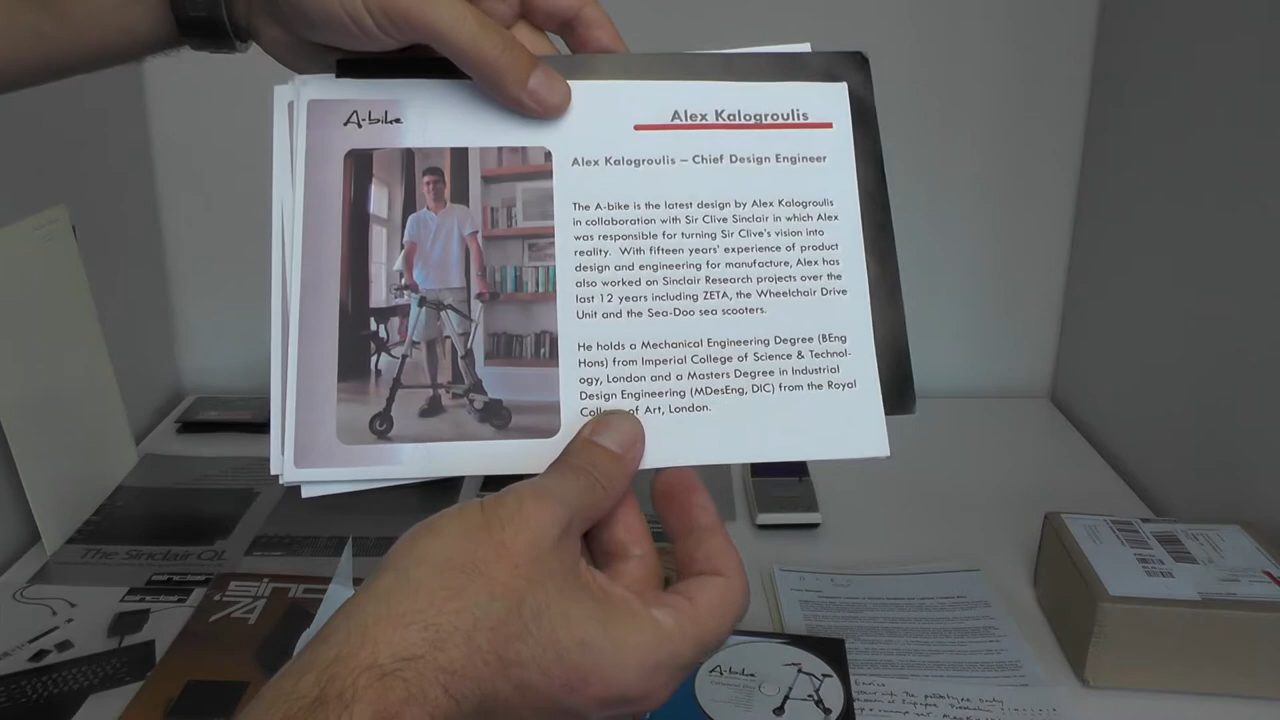 A-bike
Alex Kalogroulis
Alex Kalogroulis – Chief Design Engineer
The A-bike is the latest design by Alex Kalogroulis
in collaboration with Sir Clive Sinclair in which Alex
was responsible for turning Sir Clive's vision into
reality. With fifteen years' experience of product
design and engineering for manufacture, Alex has
also worked on Sinclair Research projects over the
last 12 years including ZETA, the Wheelchair Drive
Unit and the Sea-Doo sea scooters.
He holds a Mechanical Engineering Degree (BEng
Hons) from Imperial College of Science & Technol-
ogy, London and a Masters Degree in Industrial
Design Engineering (MDesEng, DIC) from the Royal
College of Art, London.
The Sinclair QL
sinclair
sinclair
sinc
74
A-bike
Enrico